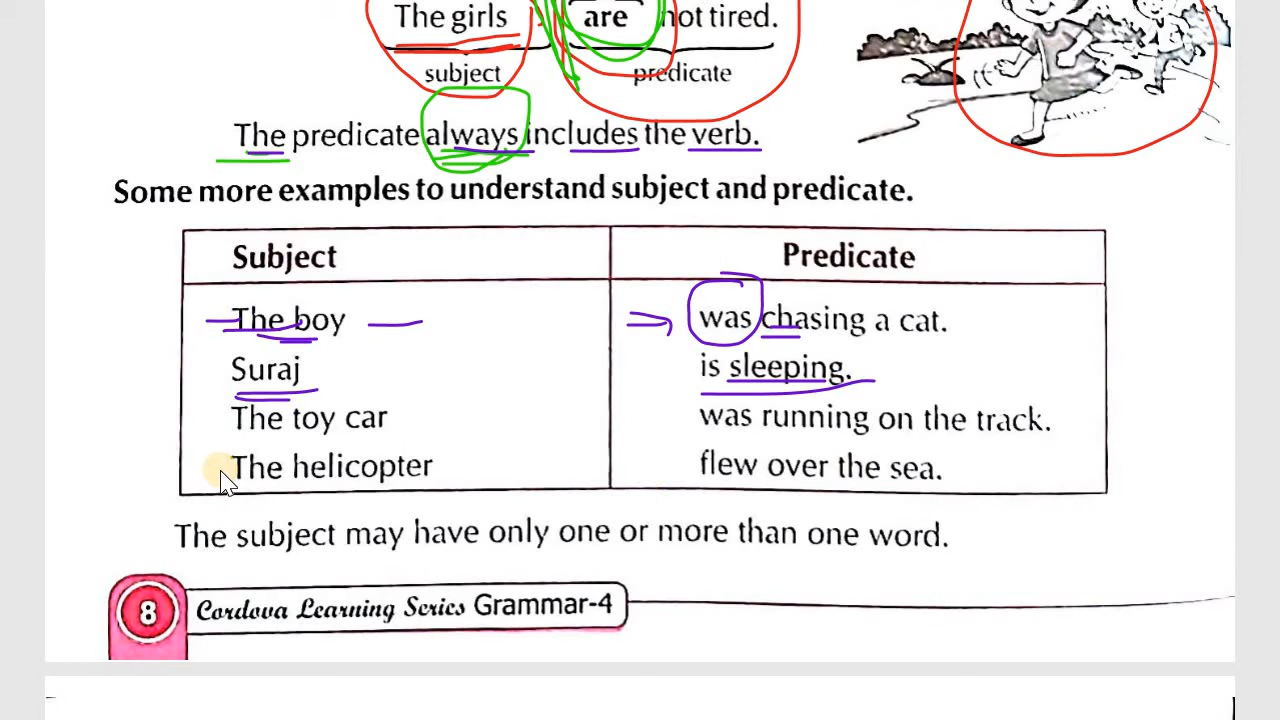 The girls are not tired.
subject predicate
The predicate always includes the verb.
Some more examples to understand subject and predicate.
Subject Predicate
The boy was chasing a cat.
Suraj is sleeping.
The toy car was running on the track.
The helicopter flew over the sea.
The subject may have only one or more than one word.
8 Cordova Learning Series Grammar-4